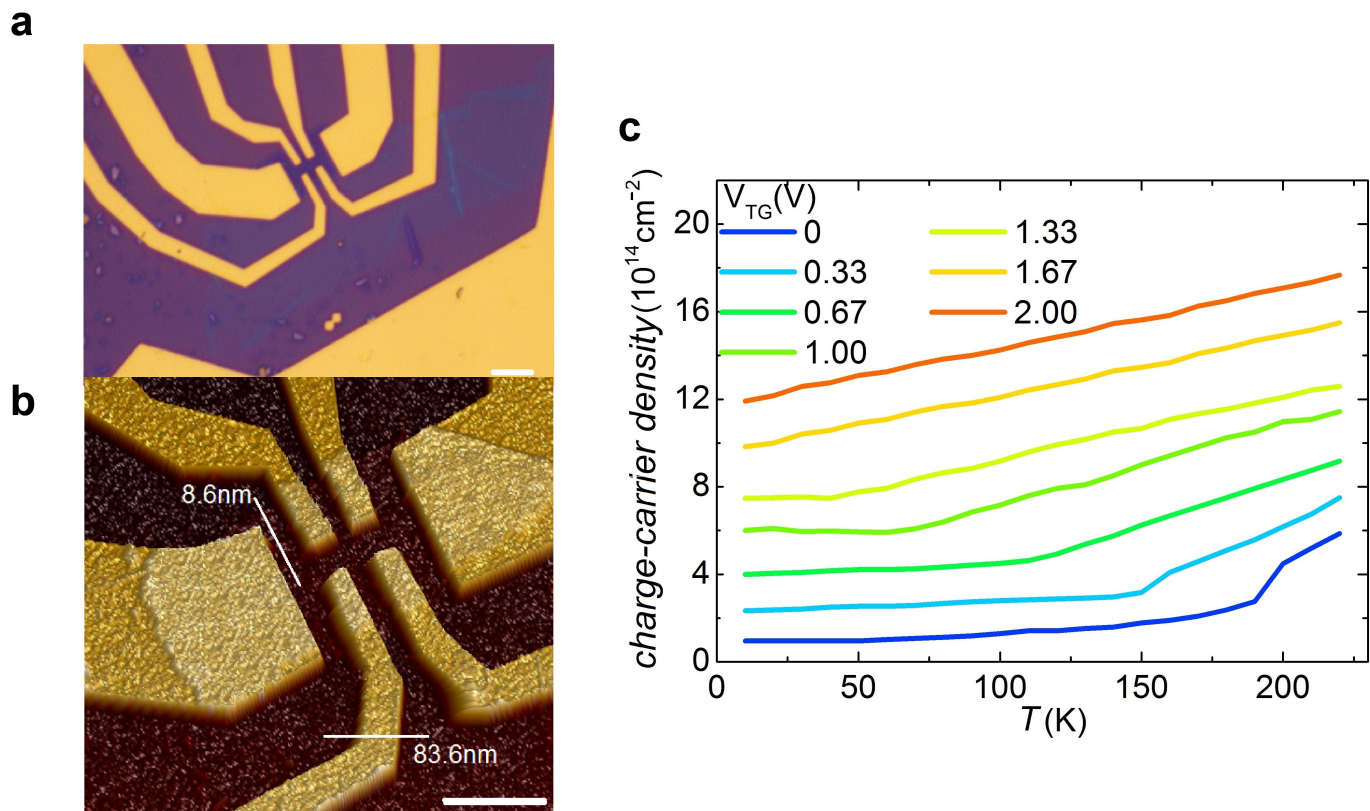 a
b
8.6nm
83.6nm
c
charge-carrier density (10¹⁴cm⁻²)
V_TG(V)
0
0.33
0.67
1.00
1.33
1.67
2.00
20
16
12
8
4
0
0 50 100 150 200
T(K)